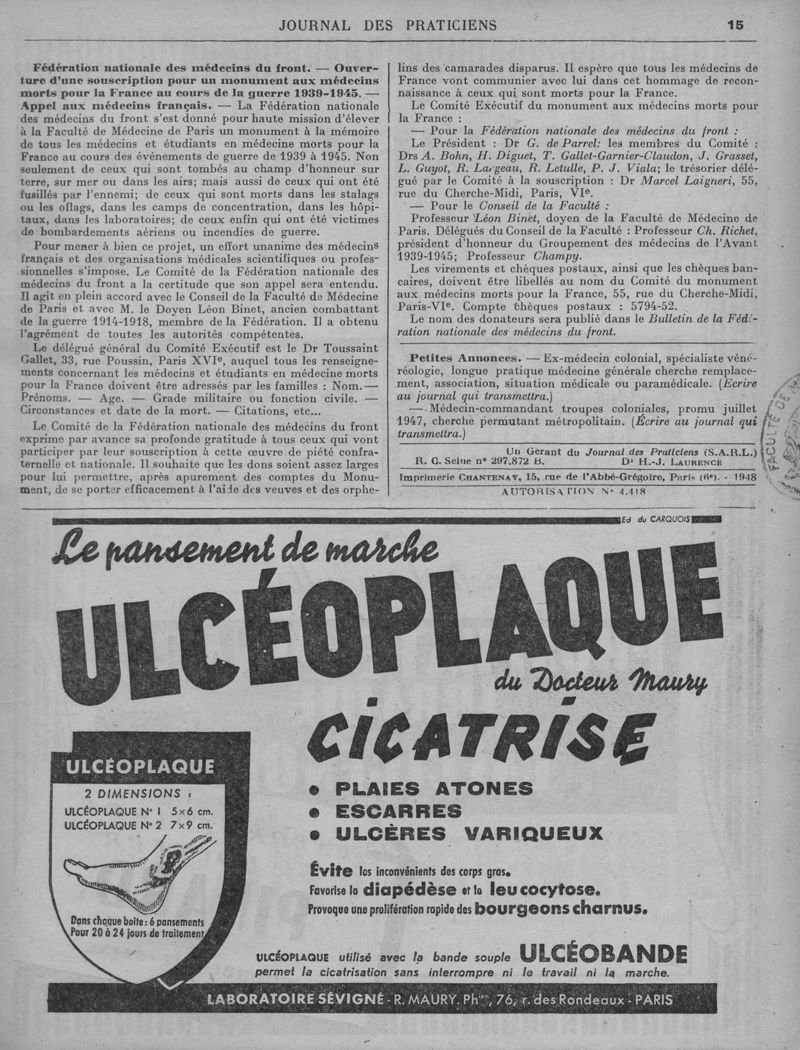 JOURNAL DES PRATICIENS
15
Fédération nationale des médecins du front. — Ouver-
ture d'une souscription pour un monument aux médecins
morts pour la France au cours de la guerre 1939-1945. —
Appel aux médecins français. — La Fédération nationale
des médecins du front s'est donné pour haute mission d'élever
à la Faculté de Médecine de Paris un monument à la mémoire
de tous les médecins et étudiants en médecine morts pour la
France au cours des événements de guerre de 1939 à 1945. Non
seulement de ceux qui sont tombés au champ d'honneur sur
terre, sur mer ou dans les airs; mais aussi de ceux qui ont été
fusillés par l'ennemi; de ceux qui sont morts dans les stalags
ou les oflags, dans les camps de concentration, dans les hôpi-
taux, dans les laboratoires; de ceux enfin qui ont été victimes
de bombardements aériens ou incendies de guerre.
Pour mener à bien ce projet, un effort unanime des médecins
français et des organisations médicales scientifiques ou profes-
sionnelles s'impose. Le Comité de la Fédération nationale des
médecins du front a la certitude que son appel sera entendu.
Il agit en plein accord avec le Conseil de la Faculté de Médecine
de Paris et avec M. le Doyen Léon Binet, ancien combattant
de la guerre 1914-1918, membre de la Fédération. Il a obtenu
l'agrément de toutes les autorités compétentes.
Le délégué général du Comité Exécutif est le Dr Toussaint
Gallet, 33, rue Poussin, Paris XVIe, auquel tous les renseigne-
ments concernant les médecins et étudiants en médecine morts
pour la France doivent être adressés par les familles : Nom. —
Prénoms. — Age. — Grade militaire ou fonction civile. —
Circonstances et date de la mort. — Citations, etc...
Le Comité de la Fédération nationale des médecins du front
exprime par avance sa profonde gratitude à tous ceux qui vont
participer par leur souscription à cette œuvre de piété confra-
ternelle et nationale. Il souhaite que les dons soient assez larges
pour lui permettre, après apurement des comptes du Monu-
ment, de se porter efficacement à l'aide des veuves et des orphe-
lins des camarades disparus. Il espère que tous les médecins de
France vont communier avec lui dans cet hommage de recon-
naissance à ceux qui sont morts pour la France.
Le Comité Exécutif du monument aux médecins morts pour
la France :
— Pour la Fédération nationale des médecins du front :
Le Président : Dr G. de Parrel: les membres du Comité :
Drs A. Bohn, H. Diguet, T. Gallet-Garnier-Claudon, J. Grasset,
L. Guyot, R. Largeau, R. Letulle, P. J. Viala; le trésorier délé-
gué par le Comité à la souscription : Dr Marcel Laigneri, 55,
rue du Cherche-Midi, Paris, VIe.
— Pour le Conseil de la Faculté :
Professeur Léon Binet, doyen de la Faculté de Médecine de
Paris. Délégués du Conseil de la Faculté : Professeur Ch. Richet,
président d'honneur du Groupement des médecins de l'Avant
1939-1945; Professeur Champy.
Les virements et chèques postaux, ainsi que les chèques ban-
caires, doivent être libellés au nom du Comité du monument
aux médecins morts pour la France, 55, rue du Cherche-Midi,
Paris-VIe. Compte chèques postaux : 5794-52.
Le nom des donateurs sera publié dans le Bulletin de la Fédé-
ration nationale des médecins du front.
Petites Annonces. — Ex-médecin colonial, spécialiste véné-
réologie, longue pratique médecine générale cherche remplace-
ment, association, situation médicale ou paramédicale. (Ecrire
au journal qui transmettra.)
— Médecin-commandant troupes coloniales, promu juillet
1947, cherche permutant métropolitain. (Écrire au journal qui
transmettra.)
Un Gerant du Journal des Praticiens (S.A.R.L.)
R. C. Seine n° 297.872 B. Dr H.-J. LAURENCE
Imprimerie CHANTENAY, 15, rue de l'Abbé-Grégoire, Paris (6e). - 1948
AUTORISATION N° 4.418
Ed du CARQUOIS
Le pansement de marche
ULCÉOPLAQUE
du Docteur Maury
CICATRISE
• PLAIES ATONES
• ESCARRES
• ULCÈRES VARIQUEUX
Évite les inconvénients des corps gras.
Favorise la diapédèse et la leucocytose.
Provoque une prolifération rapide des bourgeons charnus.
ULCÉOPLAQUE
2 DIMENSIONS :
ULCÉOPLAQUE N° 1 5x6 cm.
ULCÉOPLAQUE N° 2 7x9 cm.
Dans chaque boite : 6 pansements
Pour 20 à 24 jours de traitement
ULCÉOPLAQUE utilisé avec la bande souple ULCÉOBANDE
permet la cicatrisation sans interrompre ni le travail ni la marche.
LABORATOIRE SÉVIGNÉ - R. MAURY. Phien, 76, r. des Rondeaux - PARIS